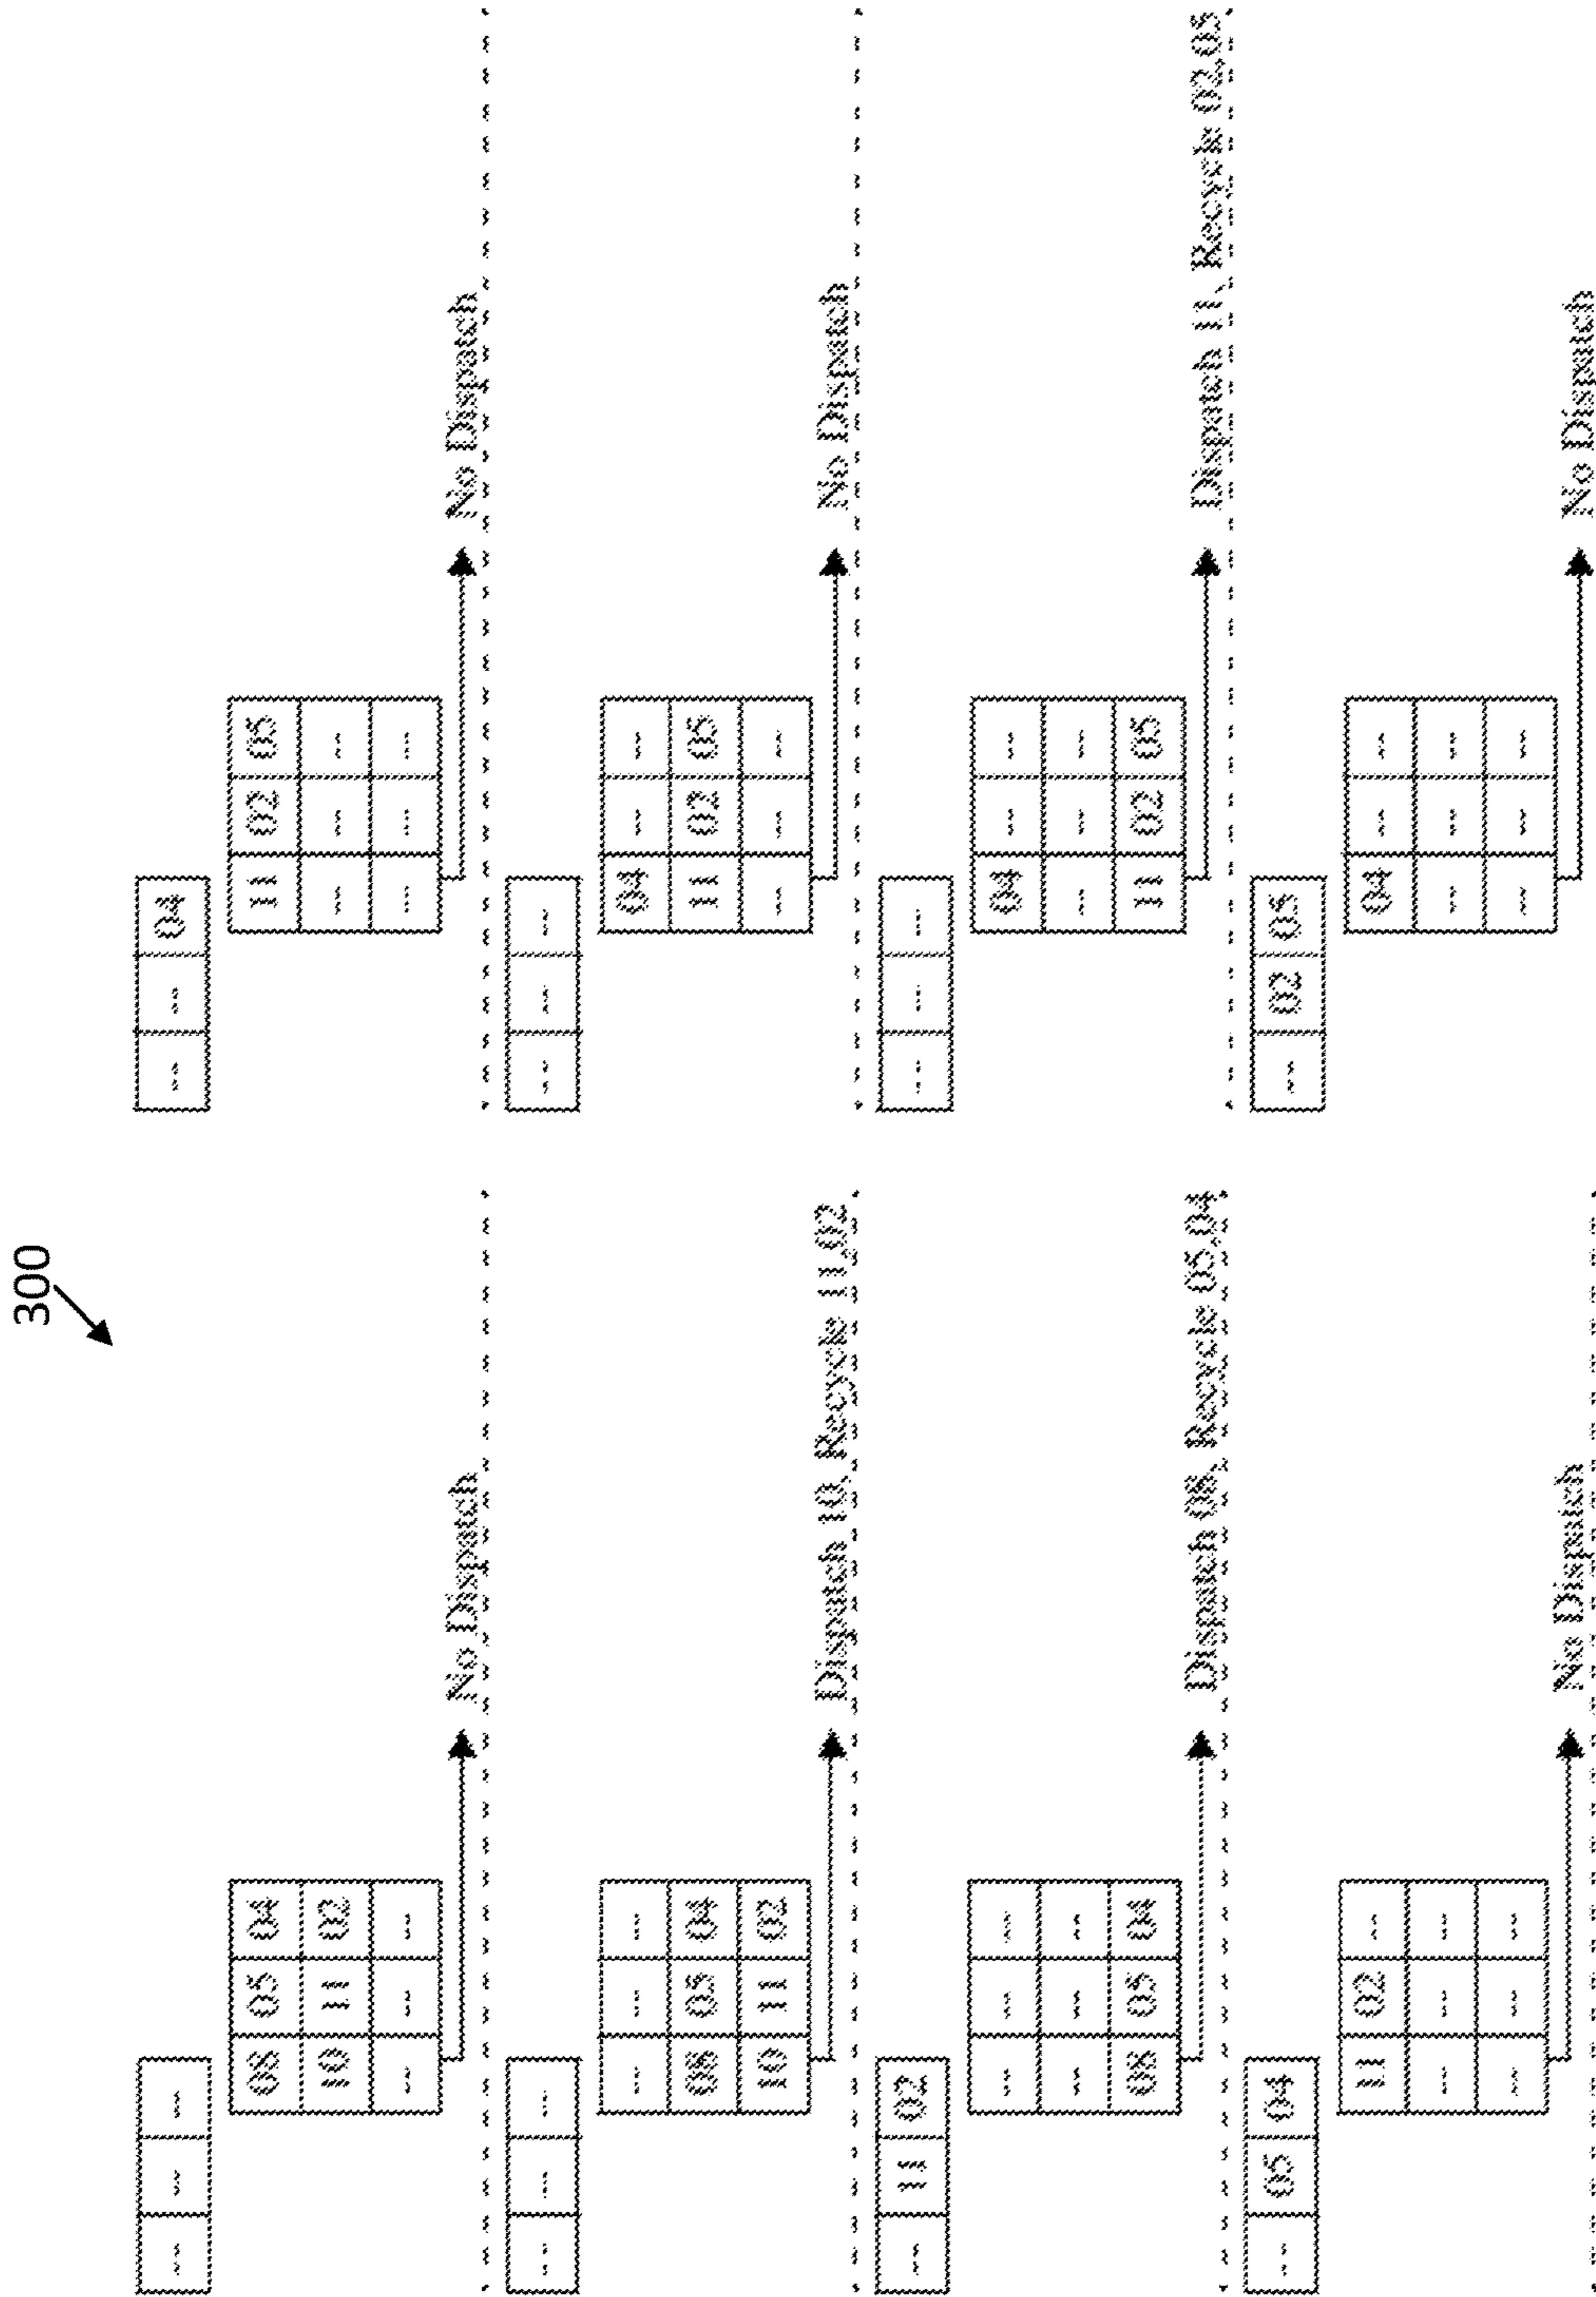 300
-- -- --
08 05 04
10 11 02
-- -- --
No Dispatch
-- -- --
-- -- --
08 05 04
10 11 02
Dispatch 10, Recycle 11,02
-- 11 02
-- -- --
-- -- --
08 05 04
Dispatch 08, Recycle 05,04
-- 05 04
11 02 --
-- -- --
-- -- --
No Dispatch
-- -- 04
11 02 05
-- -- --
-- -- --
No Dispatch
-- -- --
04 -- --
11 02 05
-- -- --
No Dispatch
-- -- --
04 -- --
-- -- --
11 02 05
Dispatch 11, Recycle 02,05
-- 02 05
04 -- --
-- -- --
-- -- --
No Dispatch